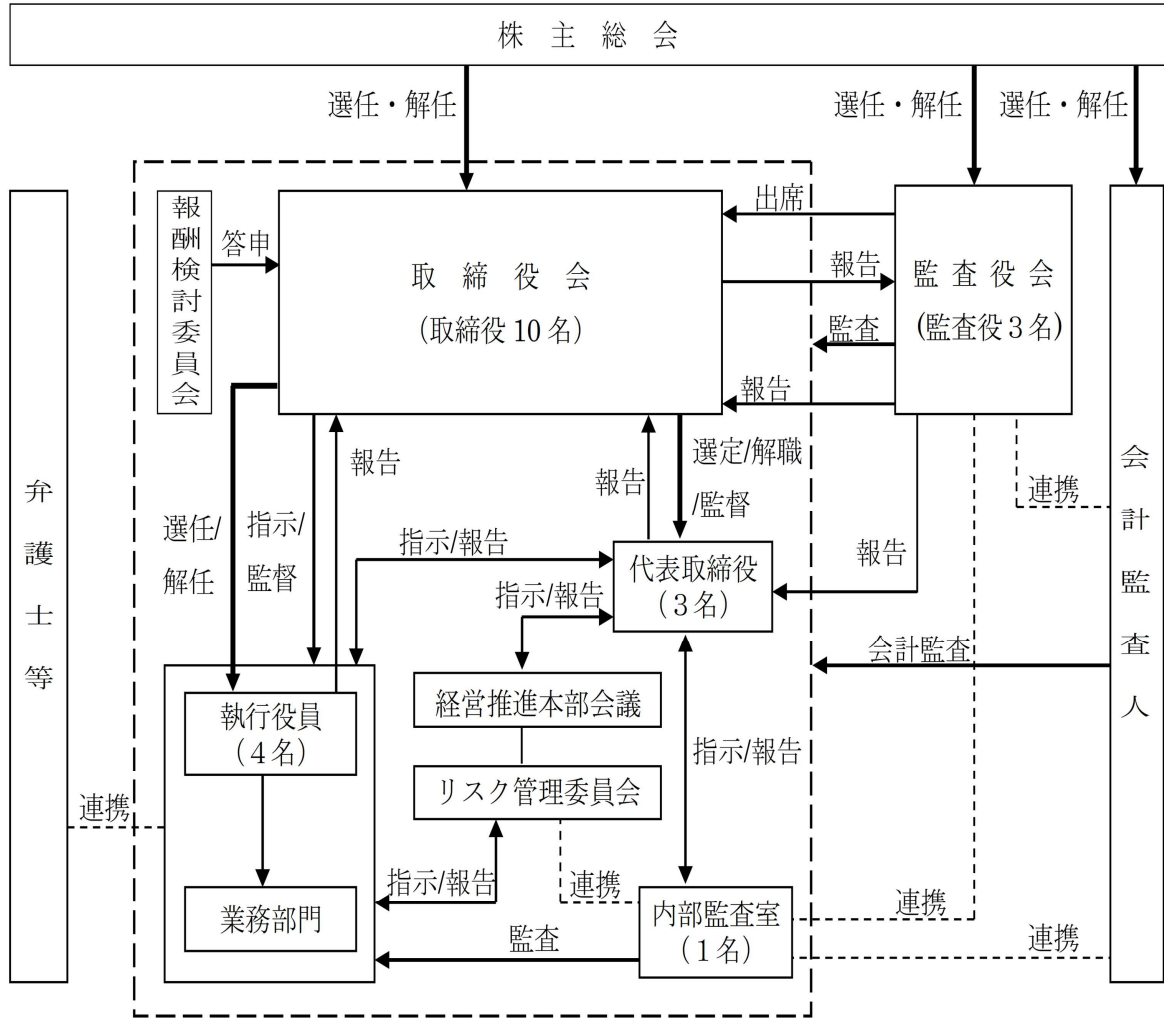 株主総会
選任・解任
選任・解任
選任・解任
報酬検討委員会
答申
取締役会
(取締役10名)
出席
報告
監査
報告
監査役会
(監査役3名)
弁護士等
会計監査人
選任/
解任
指示/
監督
報告
報告
選定/解職
/監督
連携
指示/報告
代表取締役
(3名)
報告
指示/報告
会計監査
執行役員
(4名)
経営推進本部会議
指示/報告
リスク管理委員会
連携
指示/報告
連携
業務部門
監査
内部監査室
(1名)
連携
連携